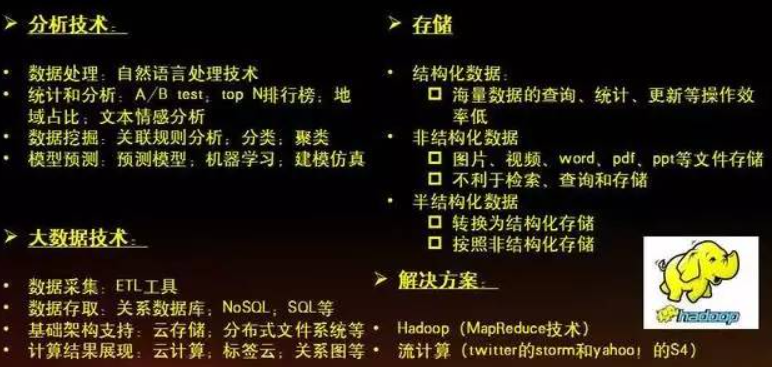 ➢ 分析技术：
• 数据处理：自然语言处理技术
• 统计和分析：A/B test；top N排行榜；地
域占比；文本情感分析
• 数据挖掘：关联规则分析；分类；聚类
• 模型预测：预测模型；机器学习；建模仿真
➢ 大数据技术：
• 数据采集：ETL工具
• 数据存取：关系数据库；NoSQL；SQL等
• 基础架构支持：云存储；分布式文件系统等
• 计算结果展现：云计算；标签云；关系图等
➢ 存储
• 结构化数据：
□ 海量数据的查询、统计、更新等操作效
率低
• 非结构化数据
□ 图片、视频、word、pdf、ppt等文件存储
□ 不利于检索、查询和存储
• 半结构化数据
□ 转换为结构化存储
□ 按照非结构化存储
➢ 解决方案：
• Hadoop（MapReduce技术）
• 流计算（twitter的storm和yahoo！的S4）
hadoop